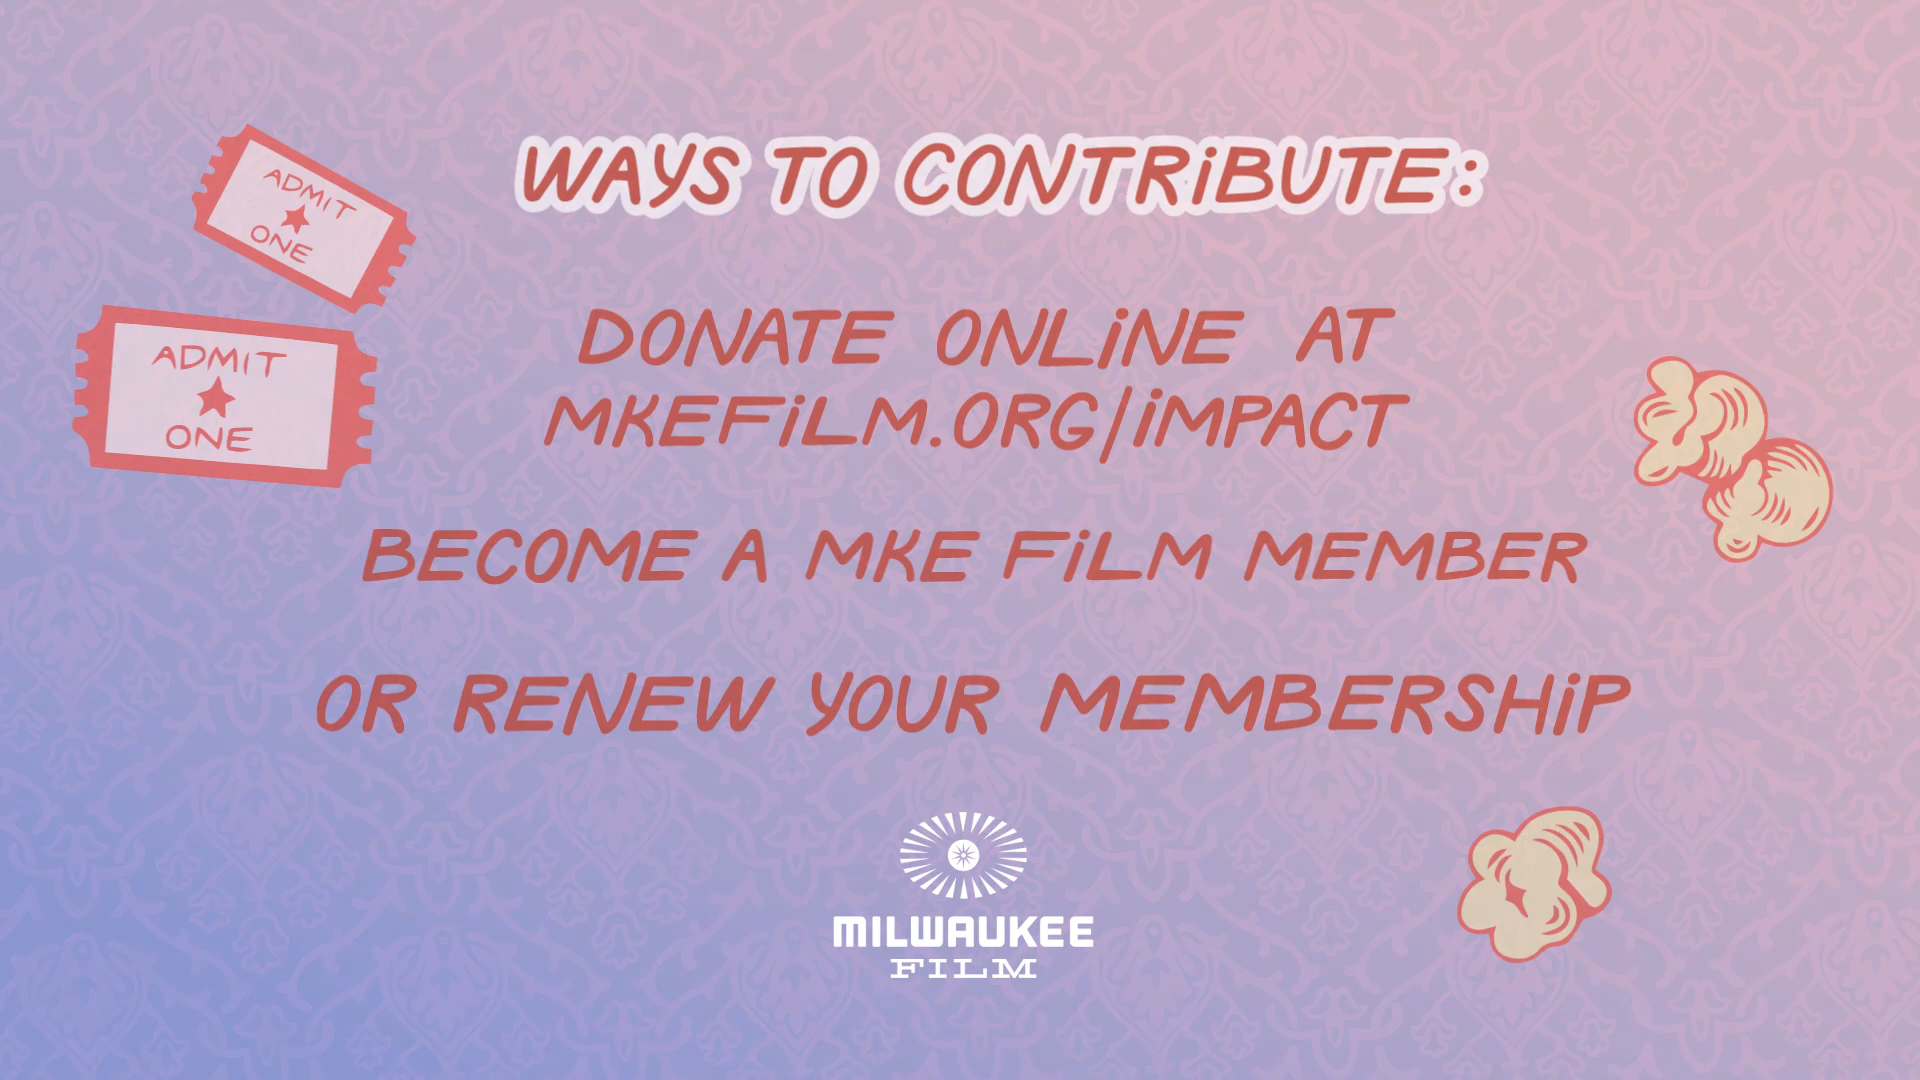 WAYS TO CONTRIBUTE:
ADMIT
ONE
ADMIT
ONE
DONATE ONLINE AT
MKEFILM.ORG/IMPACT
BECOME A MKE FILM MEMBER
OR RENEW YOUR MEMBERSHIP
MILWAUKEE
FILM